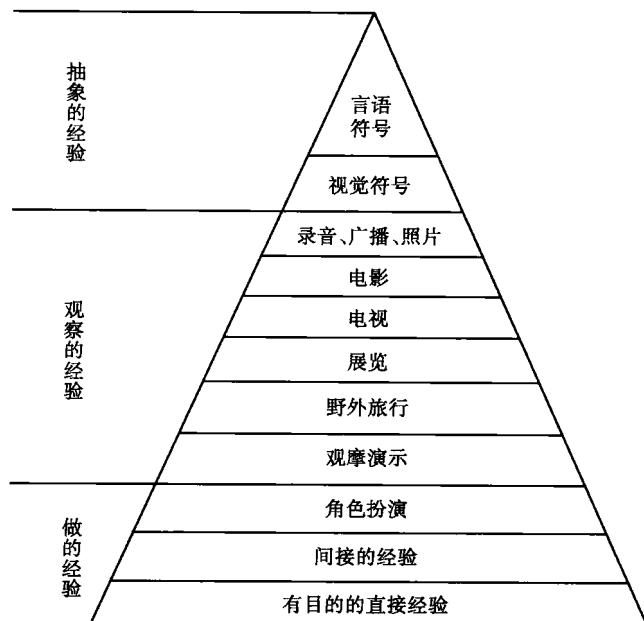 抽象的经验
言语
符号
视觉符号
观察的经验
录音、广播、照片
电影
电视
展览
野外旅行
观摩演示
做的经验
角色扮演
间接的经验
有目的的直接经验